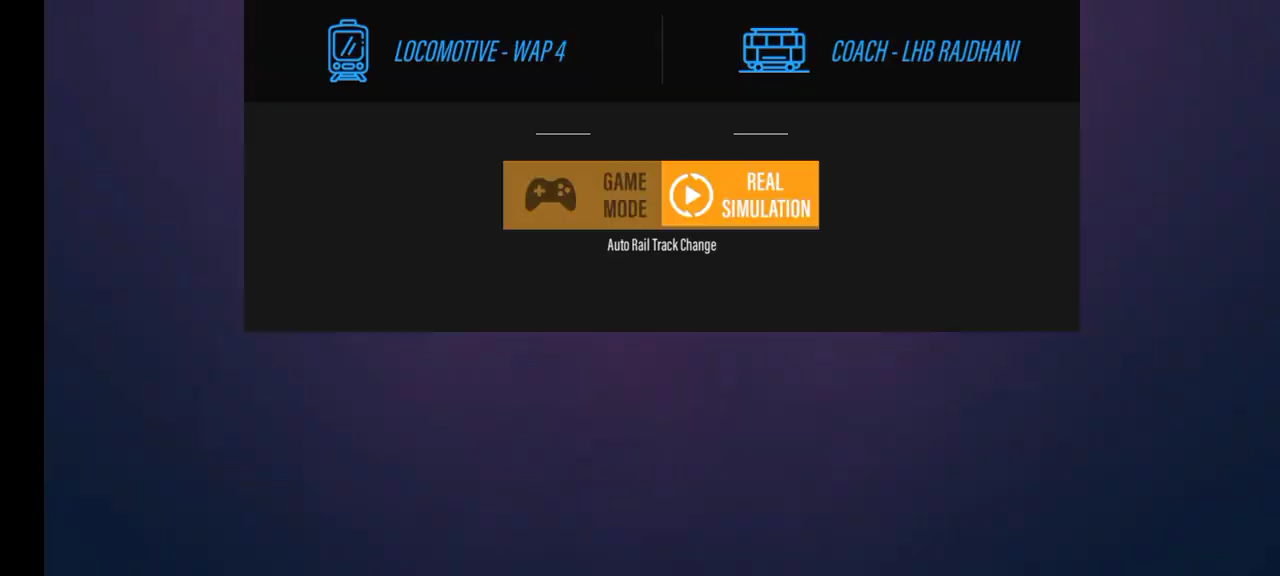 LOCOMOTIVE - WAP 4
COACH - LHB RAJDHANI
GAME
MODE
REAL
SIMULATION
Auto Rail Track Change